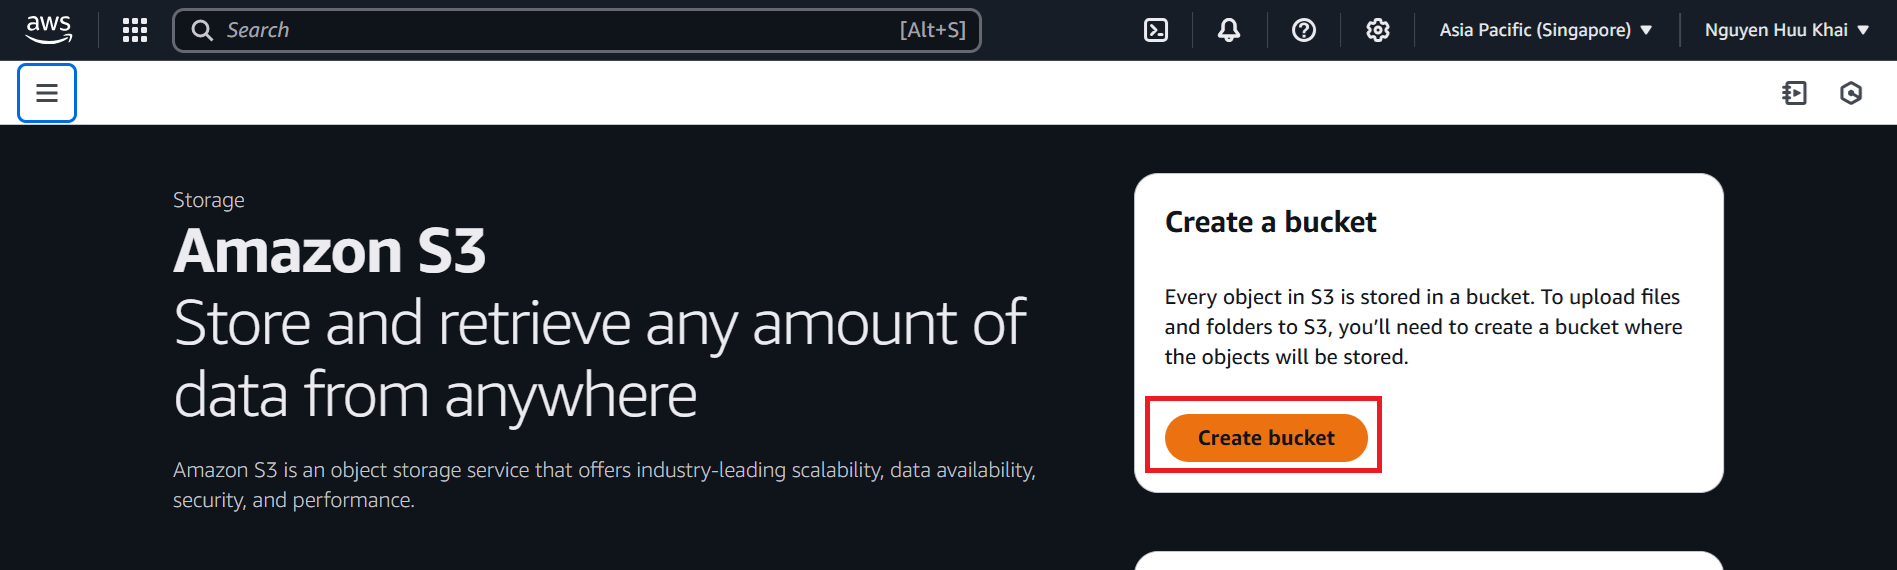 aws
Search
[Alt+S]
Asia Pacific (Singapore)
Nguyen Huu Khai
Storage
Amazon S3
Store and retrieve any amount of
data from anywhere
Amazon S3 is an object storage service that offers industry-leading scalability, data availability,
security, and performance.
Create a bucket
Every object in S3 is stored in a bucket. To upload files
and folders to S3, you’ll need to create a bucket where
the objects will be stored.
Create bucket